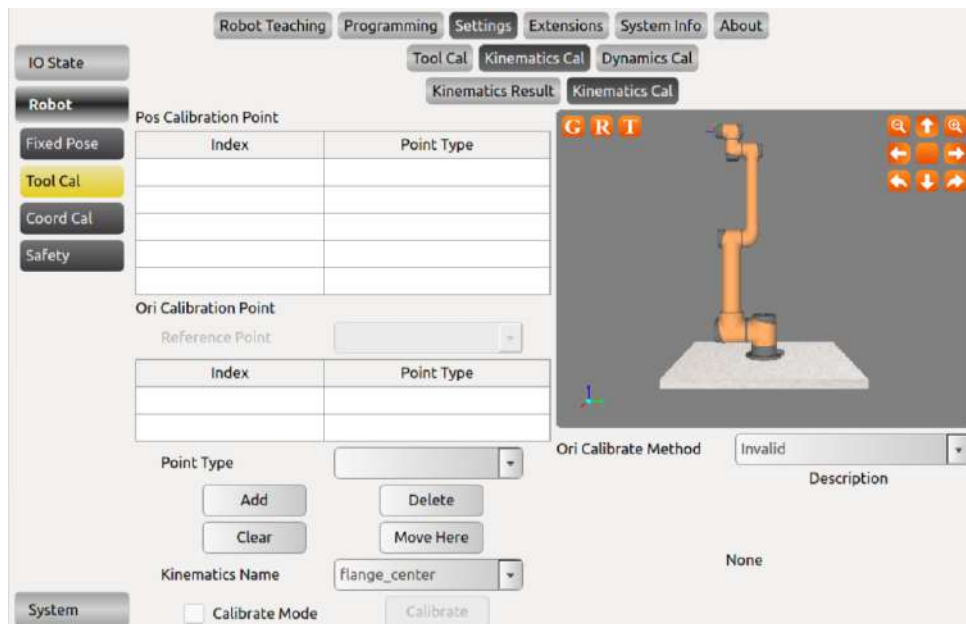 Robot Teaching Programming Settings Extensions System Info About
Tool Cal Kinematics Cal Dynamics Cal
Kinematics Result Kinematics Cal
IO State
Robot
Fixed Pose
Tool Cal
Coord Cal
Safety
System
Pos Calibration Point
Index Point Type
Ori Calibration Point
Reference Point
Index Point Type
Point Type
Add Delete
Clear Move Here
Kinematics Name flange_center
Calibrate Mode Calibrate
G R T
Ori Calibrate Method Invalid
Description
None